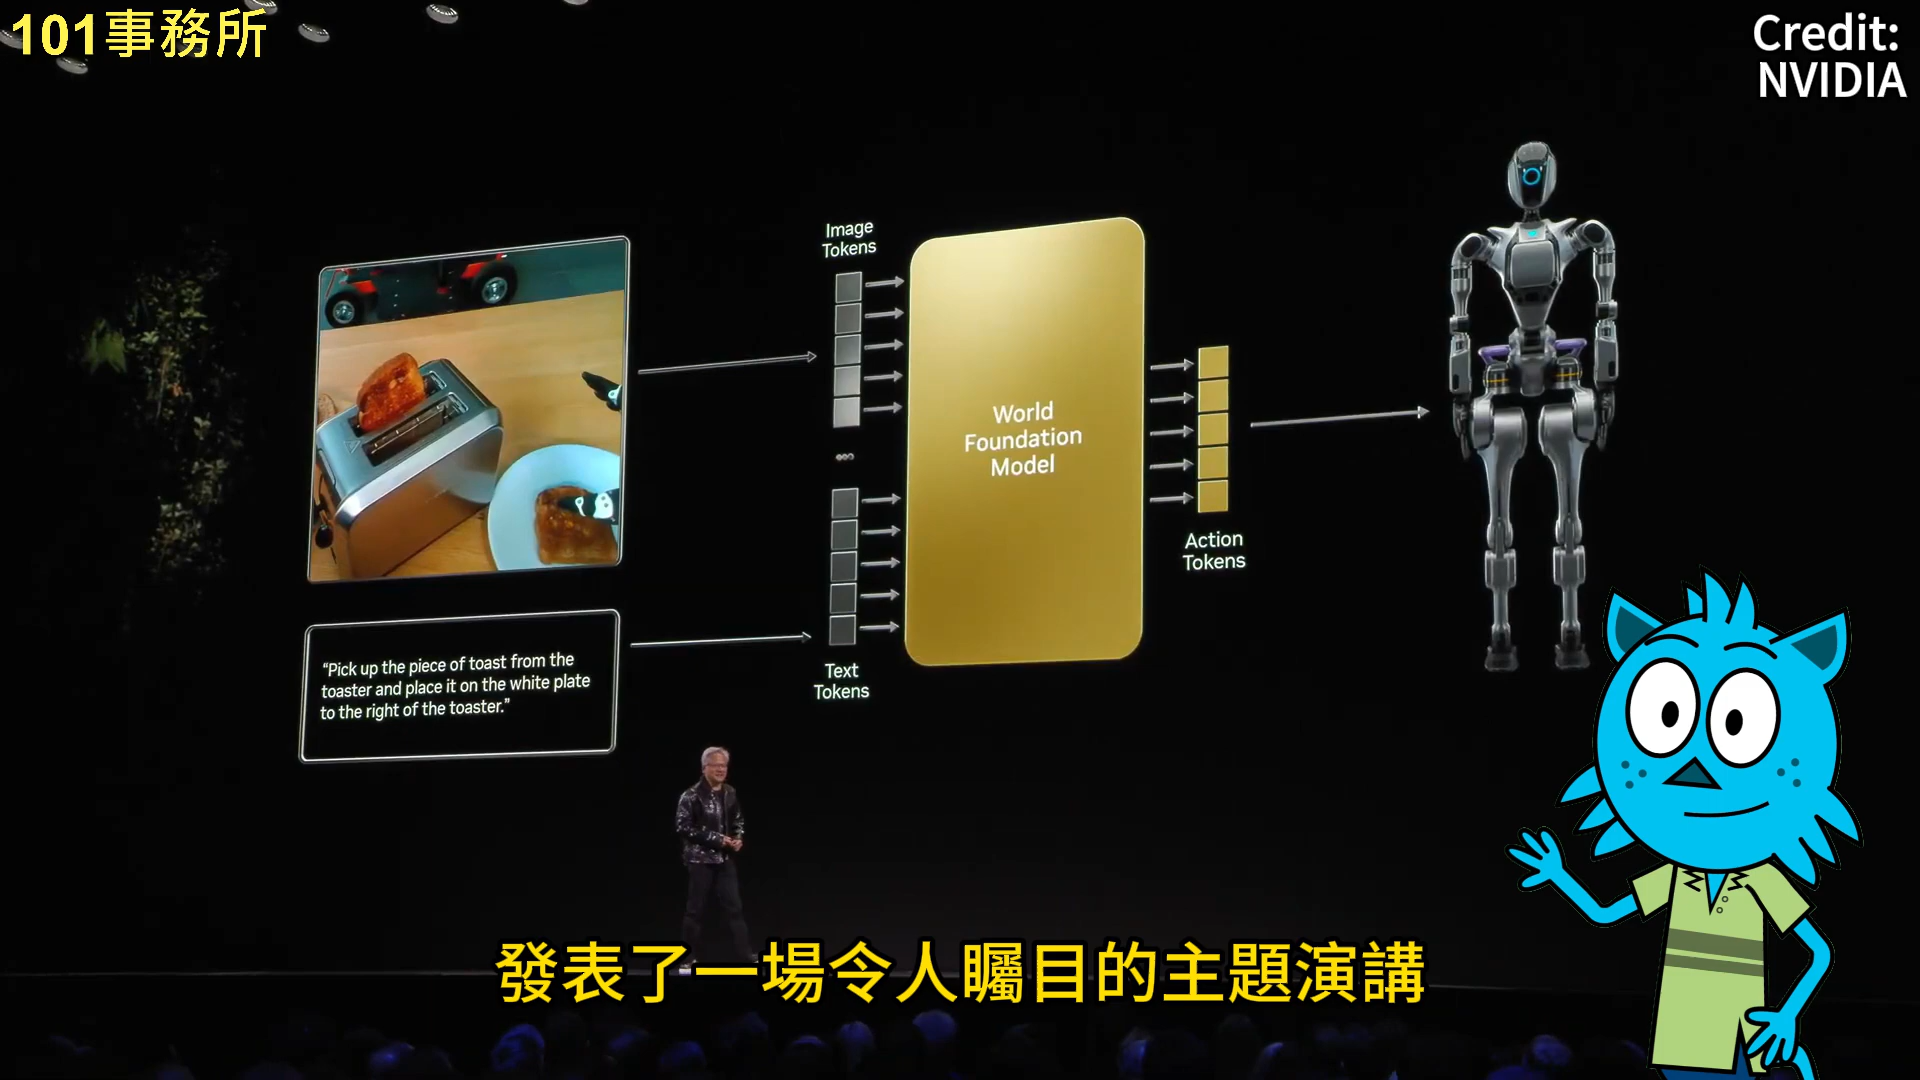 101事務所
Credit:
NVIDIA
Image
Tokens
World
Foundation
Model
Action
Tokens
"Pick up the piece of toast from the
toaster and place it on the white plate
to the right of the toaster."
Text
Tokens
發表了一場令人矚目的主題演講